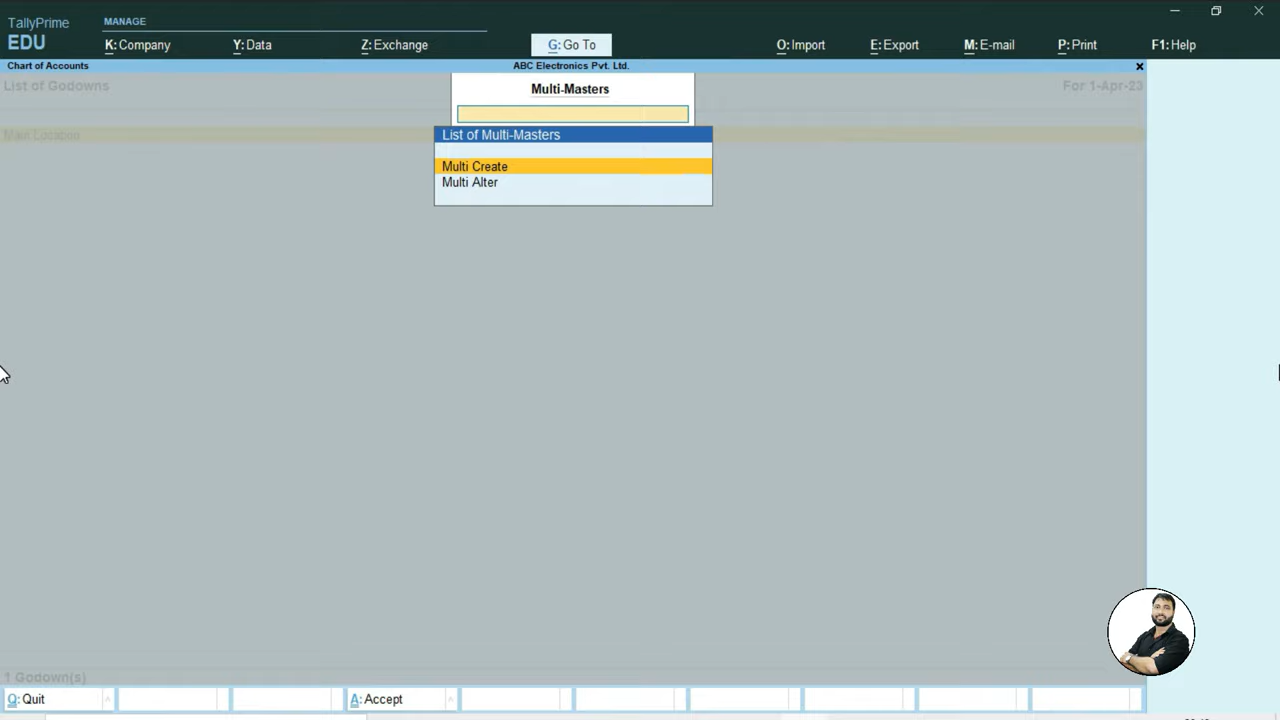 TallyPrime
EDU
MANAGE
K:Company
Y:Data
Z:Exchange
G:Go To
O:Import
E:Export
M:E-mail
P:Print
F1:Help
Chart of Accounts
ABC Electronics Pvt. Ltd.
List of Godowns
For 1-Apr-23
Multi-Masters
List of Multi-Masters
Main Location
Multi Create
Multi Alter
1 Godown(s)
Q:Quit
A:Accept